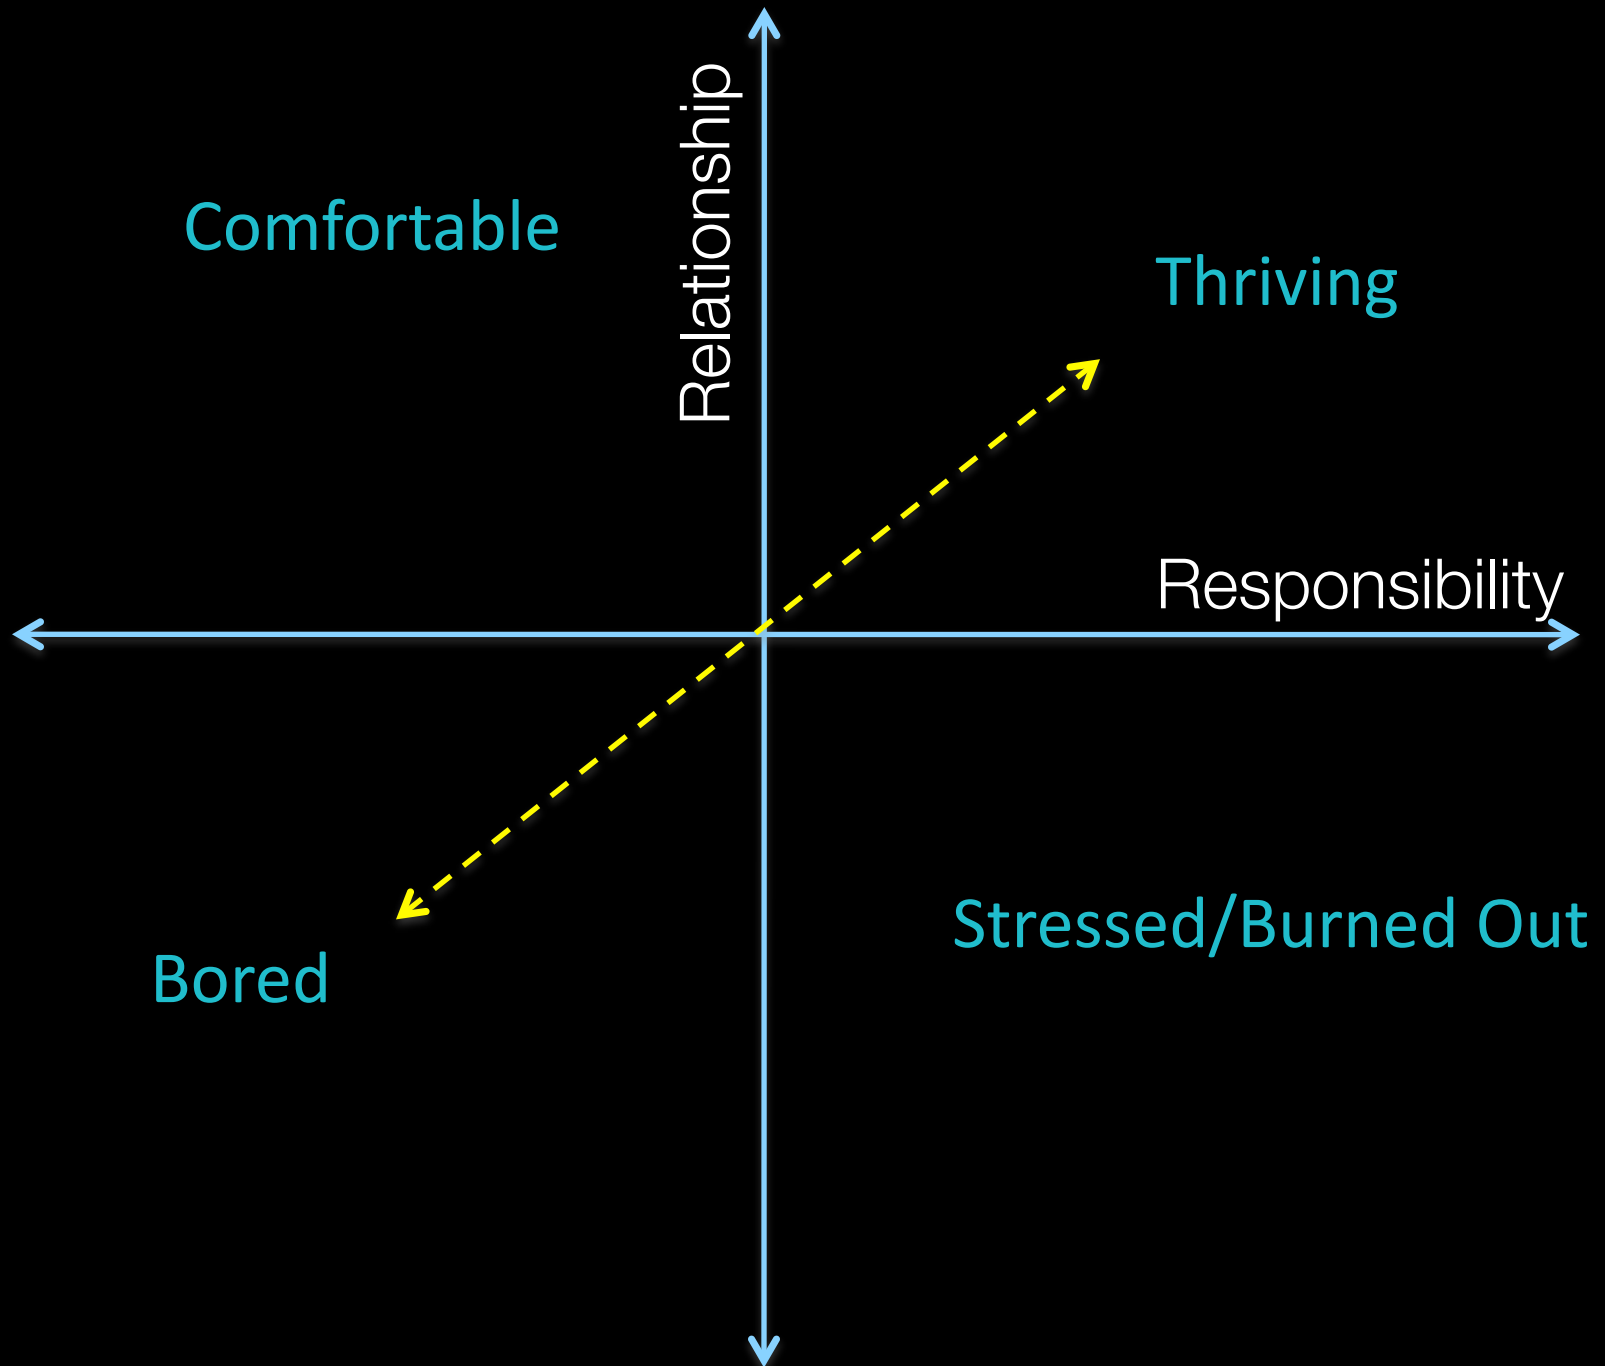 Relationship
Comfortable
Thriving
Responsibility
Stressed/Burned Out
Bored